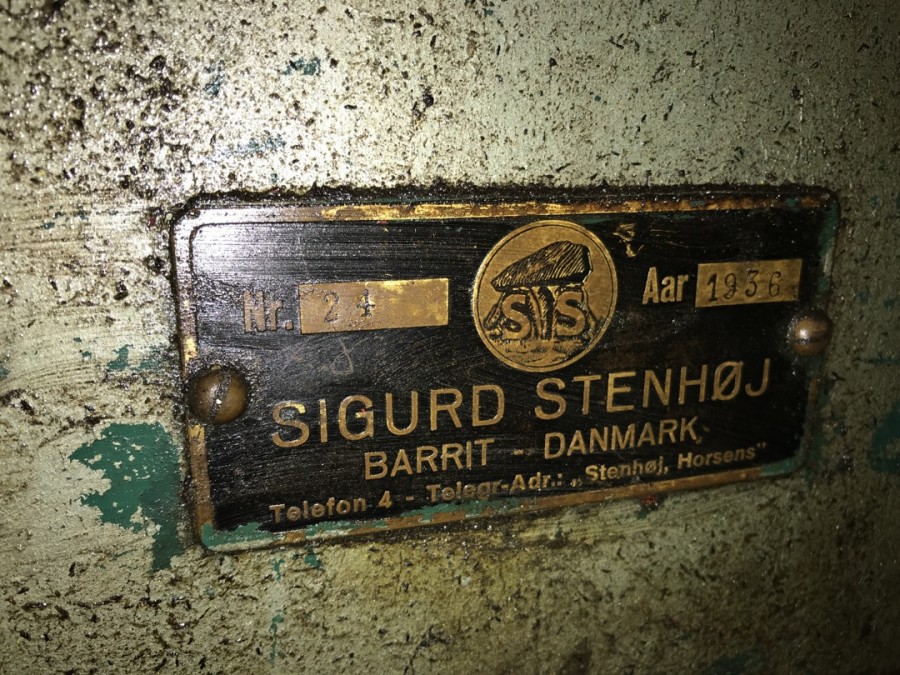 Nr. 24
SS
Aar 1936
SIGURD STENHØJ
BARRIT - DANMARK
Telefon 4 - Telegr-Adr.: „Stenhøj, Horsens"